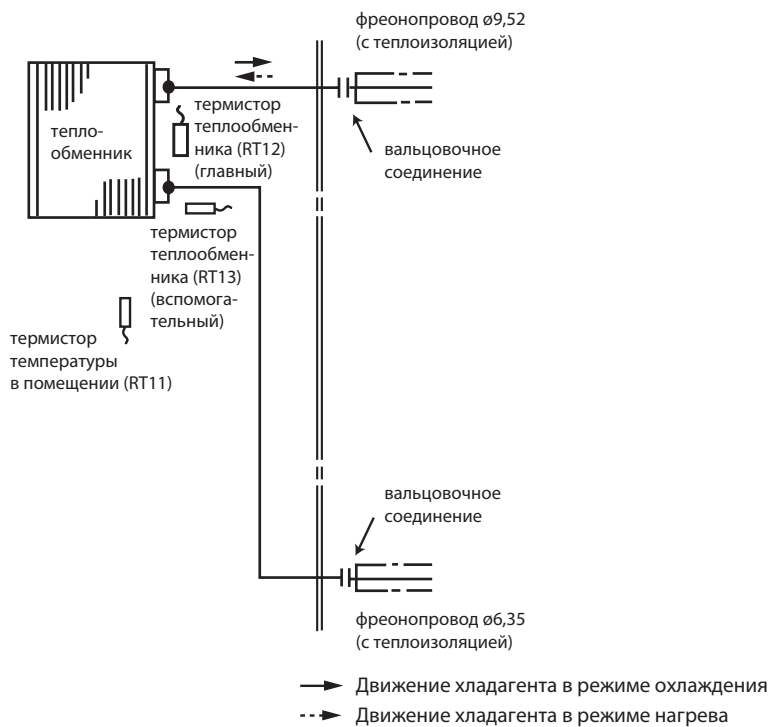 фреонопровод ø9,52
(с теплоизоляцией)
тепло-
обменник
термистор
теплообмен-
ника (RT12)
(главный)
вальцовочное
соединение
термистор
теплообмен-
ника (RT13)
(вспомога-
тельный)
термистор
температуры
в помещении (RT11)
вальцовочное
соединение
фреонопровод ø6,35
(с теплоизоляцией)
Движение хладагента в режиме охлаждения
Движение хладагента в режиме нагрева